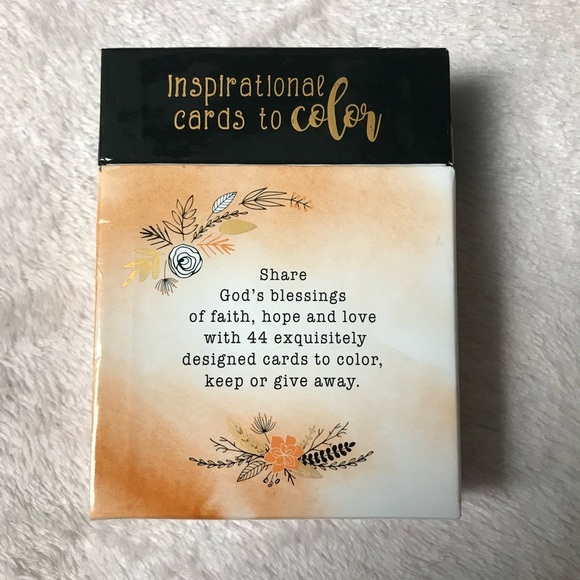 Inspirational
cards to color
Share
God's blessings
of faith, hope and love
with 44 exquisitely
designed cards to color,
keep or give away.